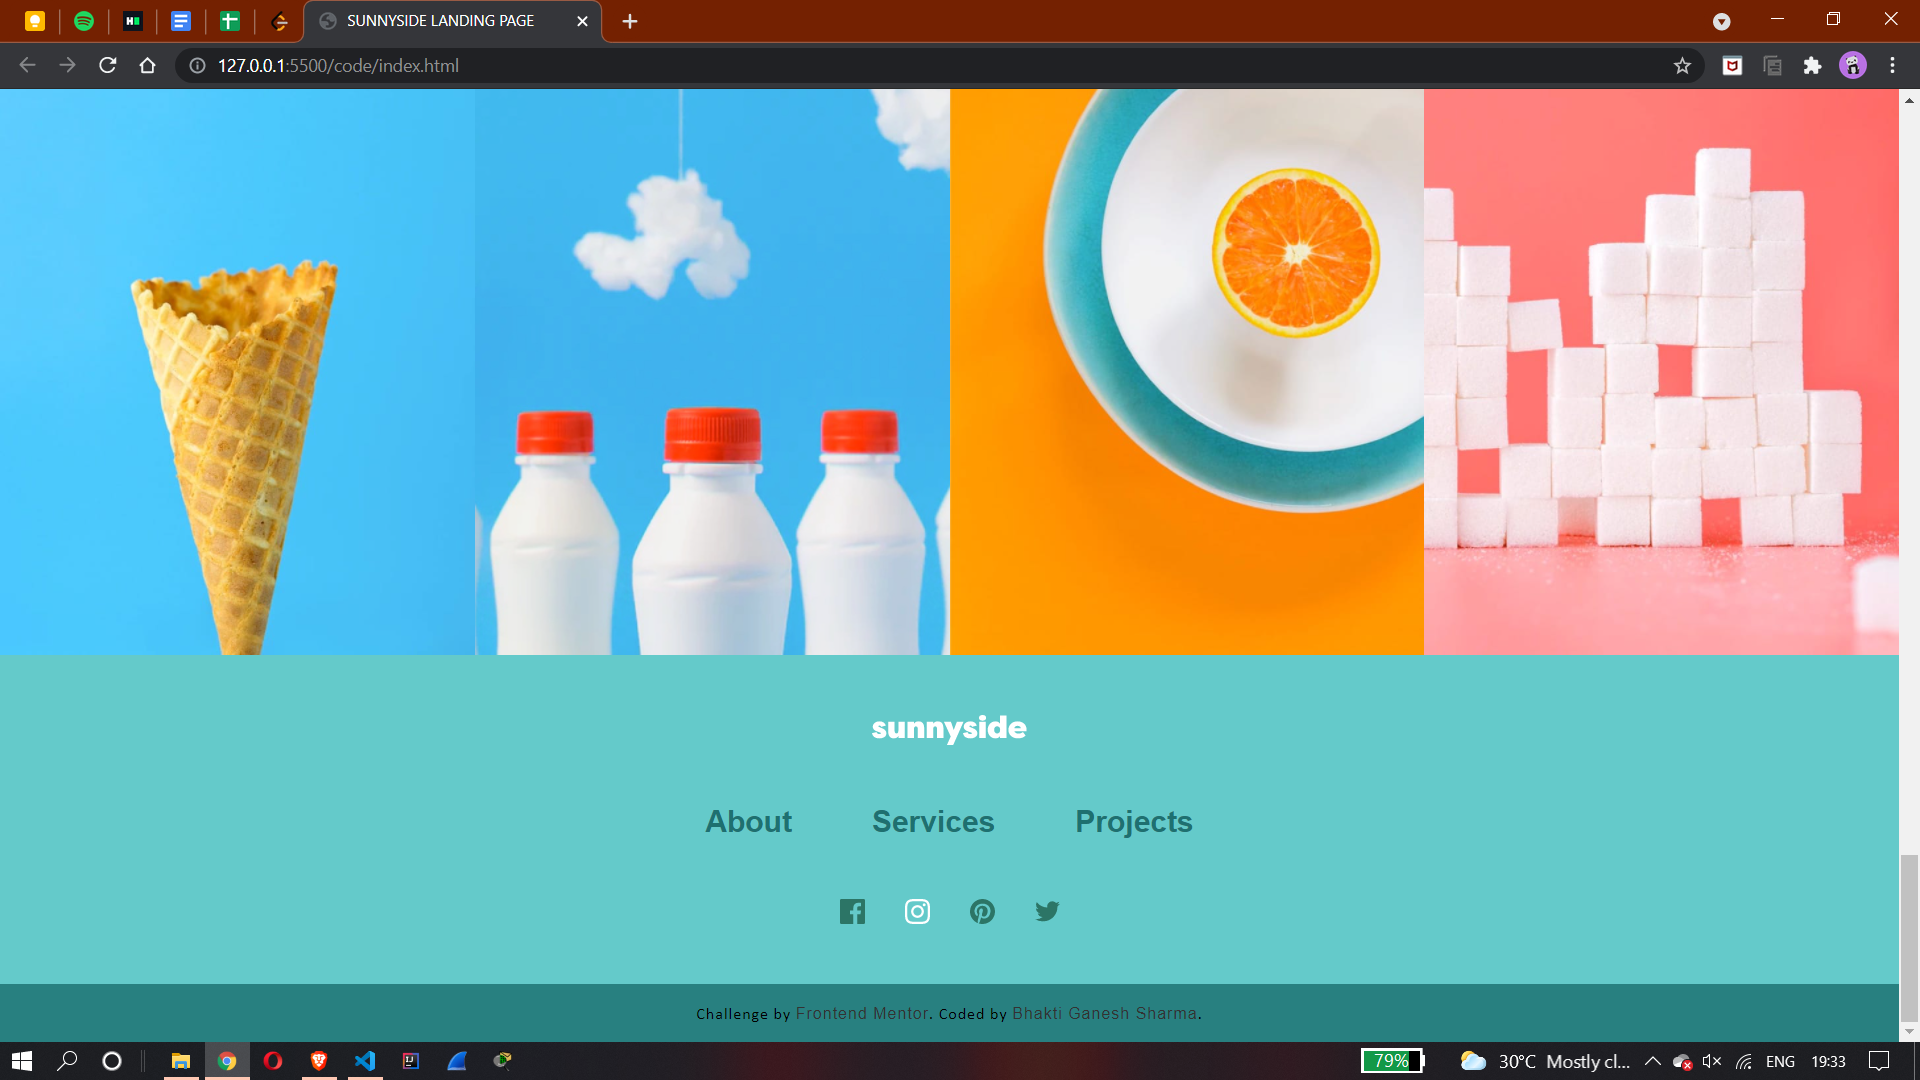 SUNNYSIDE LANDING PAGE
127.0.0.1:5500/code/index.html
sunnyside
About Services Projects
Challenge by Frontend Mentor. Coded by Bhakti Ganesh Sharma.
79% 30°C Mostly cl... ENG 19:33